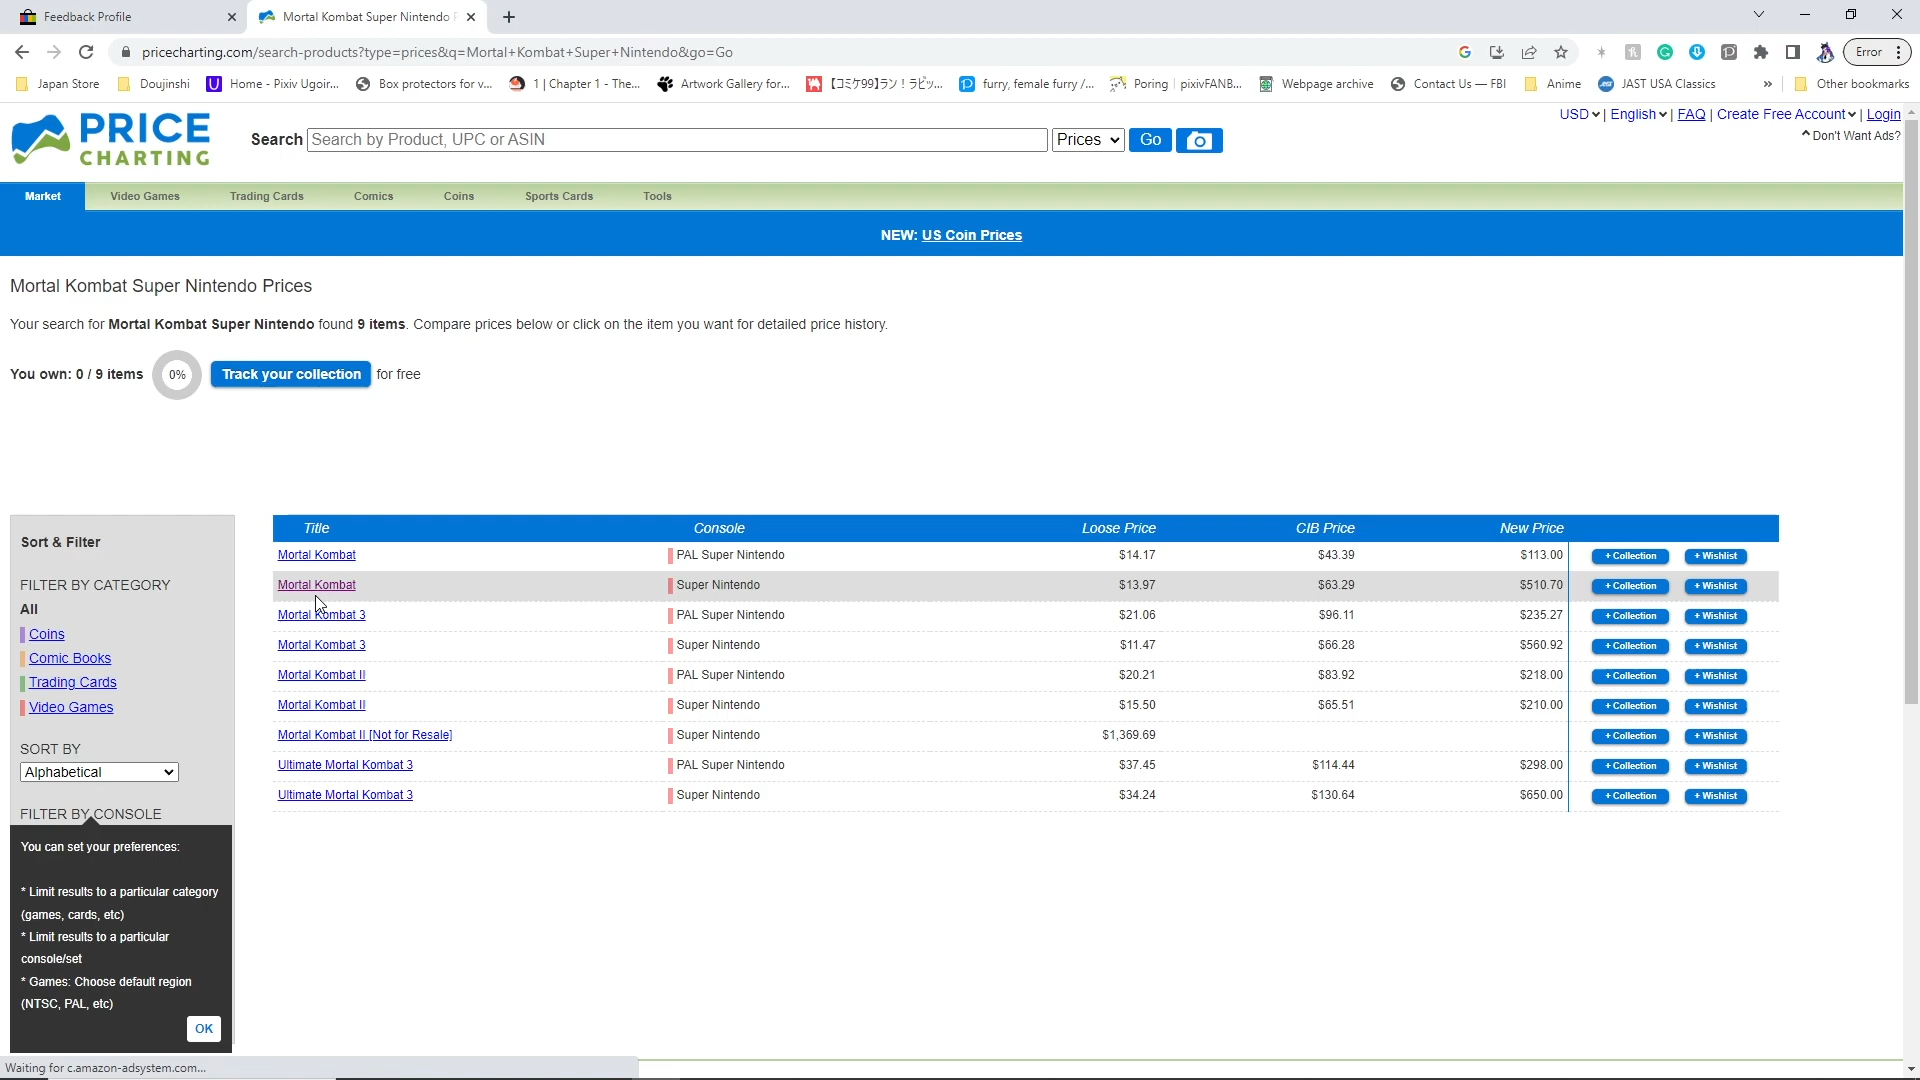 Feedback Profile
Mortal Kombat Super Nintendo
pricecharting.com/search-products?type=prices&q=Mortal+Kombat+Super+Nintendo&go=Go
Error
Japan Store
Doujinshi
Home - Pixiv Ugoir...
Box protectors for v...
1 | Chapter 1 - The...
Artwork Gallery for...
【コミケ99】ラン！ラビッ...
furry, female furry /...
Poring | pixivFANB...
Webpage archive
Contact Us — FBI
Anime
JAST USA Classics
»
Other bookmarks
PRICE
CHARTING
Search Search by Product, UPC or ASIN Prices Go
USD | English | FAQ | Create Free Account | Login
^ Don't Want Ads?
Market Video Games Trading Cards Comics Coins Sports Cards Tools
NEW: US Coin Prices
Mortal Kombat Super Nintendo Prices
Your search for Mortal Kombat Super Nintendo found 9 items. Compare prices below or click on the item you want for detailed price history.
You own: 0 / 9 items 0% Track your collection for free
Sort & Filter
FILTER BY CATEGORY
All
Coins
Comic Books
Trading Cards
Video Games
SORT BY
Alphabetical
FILTER BY CONSOLE
You can set your preferences:
* Limit results to a particular category
(games, cards, etc)
* Limit results to a particular
console/set
* Games: Choose default region
(NTSC, PAL, etc)
OK
Title Console Loose Price CIB Price New Price
Mortal Kombat PAL Super Nintendo $14.17 $43.39 $113.00 + Collection + Wishlist
Mortal Kombat Super Nintendo $13.97 $63.29 $510.70 + Collection + Wishlist
Mortal Kombat 3 PAL Super Nintendo $21.06 $96.11 $235.27 + Collection + Wishlist
Mortal Kombat 3 Super Nintendo $11.47 $66.28 $560.92 + Collection + Wishlist
Mortal Kombat II PAL Super Nintendo $20.21 $83.92 $218.00 + Collection + Wishlist
Mortal Kombat II Super Nintendo $15.50 $65.51 $210.00 + Collection + Wishlist
Mortal Kombat II [Not for Resale] Super Nintendo $1,369.69 + Collection + Wishlist
Ultimate Mortal Kombat 3 PAL Super Nintendo $37.45 $114.44 $298.00 + Collection + Wishlist
Ultimate Mortal Kombat 3 Super Nintendo $34.24 $130.64 $650.00 + Collection + Wishlist
Waiting for c.amazon-adsystem.com...